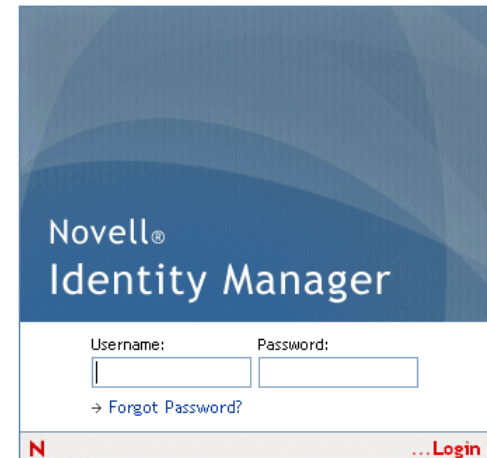 Novell®
Identity Manager
Username: Password:
→ Forgot Password?
N ...Login